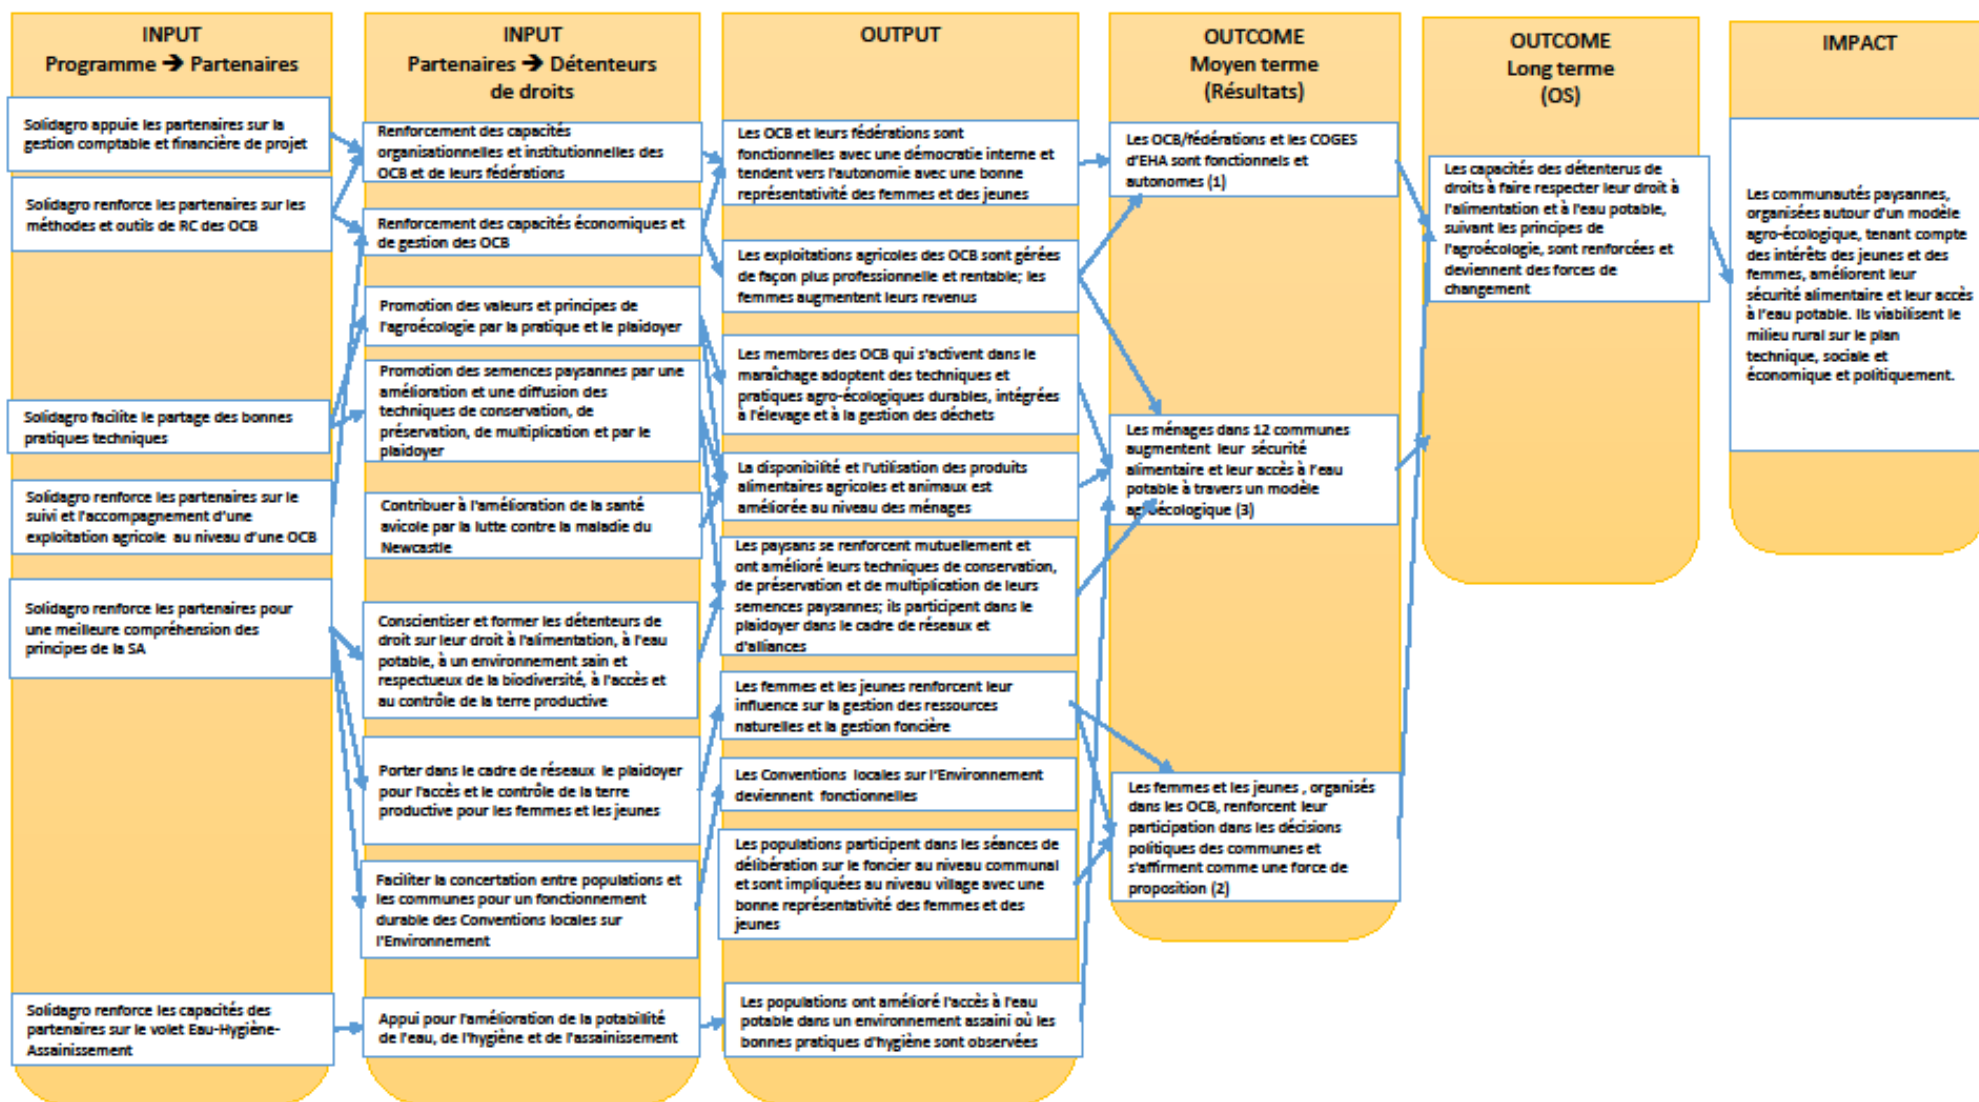 INPUT
Programme ➔ Partenaires
Solidagro appuie les partenaires sur la
gestion comptable et financière de projet
Solidagro renforce les partenaires sur les
méthodes et outils de RC des OCB
Solidagro facilite le partage des bonnes
pratiques techniques
Solidagro renforce les partenaires sur le
suivi et l'accompagnement d'une
exploitation agricole au niveau d'une OCB
Solidagro renforce les partenaires pour
une meilleure compréhension des
principes de la SA
Solidagro renforce les capacités des
partenaires sur le volet Eau-Hygiène-
Assainissement
INPUT
Partenaires ➔ Détenteurs
de droits
Renforcement des capacités
organisationnelles et institutionnelles des
OCB et de leurs fédérations
Renforcement des capacités économiques et
de gestion des OCB
Promotion des valeurs et principes de
l'agroécologie par la pratique et le plaidoyer
Promotion des semences paysannes par une
amélioration et une diffusion des
techniques de conservation, de
préservation, de multiplication et par le
plaidoyer
Contribuer à l'amélioration de la santé
avicole par la lutte contre la maladie du
Newcastle
Conscientiser et former les détenteurs de
droit sur leur droit à l'alimentation, à l'eau
potable, à un environnement sain et
respectueux de la biodiversité, à l'accès et
au contrôle de la terre productive
Porter dans le cadre de réseaux le plaidoyer
pour l'accès et le contrôle de la terre
productive pour les femmes et les jeunes
Faciliter la concertation entre populations et
les communes pour un fonctionnement
durable des Conventions locales sur
l'Environnement
Appui pour l'amélioration de la potabilité
de l'eau, de l'hygiène et de l'assainissement
OUTPUT
Les OCB et leurs fédérations sont
fonctionnelles avec une démocratie interne et
tendent vers l'autonomie avec une bonne
représentativité des femmes et des jeunes
Les exploitations agricoles des OCB sont gérées
de façon plus professionnelle et rentable; les
femmes augmentent leurs revenus
Les membres des OCB qui s'activent dans le
maraîchage adoptent des techniques et
pratiques agro-écologiques durables, intégrées
à l'élevage et à la gestion des déchets
La disponibilité et l'utilisation des produits
alimentaires agricoles et animaux est
améliorée au niveau des ménages
Les paysans se renforcent mutuellement et
ont amélioré leurs techniques de conservation,
de préservation et de multiplication de leurs
semences paysannes; ils participent dans le
plaidoyer dans le cadre de réseaux et
d'alliances
Les femmes et les jeunes renforcent leur
influence sur la gestion des ressources
naturelles et la gestion foncière
Les Conventions locales sur l'Environnement
deviennent fonctionnelles
Les populations participent dans les séances de
délibération sur le foncier au niveau communal
et sont impliquées au niveau village avec une
bonne représentativité des femmes et des
jeunes
Les populations ont amélioré l'accès à l'eau
potable dans un environnement assaini où les
bonnes pratiques d'hygiène sont observées
OUTCOME
Moyen terme
(Résultats)
Les OCB/fédérations et les COGES
d'EHA sont fonctionnels et
autonomes (1)
Les ménages dans 12 communes
augmentent leur sécurité
alimentaire et leur accès à l'eau
potable à travers un modèle
agroécologique (3)
Les femmes et les jeunes , organisés
dans les OCB, renforcent leur
participation dans les décisions
politiques des communes et
s'affirment comme une force de
proposition (2)
OUTCOME
Long terme
(OS)
Les capacités des détenterus de
droits à faire respecter leur droit à
l'alimentation et à l'eau potable,
suivant les principes de
l'agroécologie, sont renforcées et
deviennent des forces de
changement
IMPACT
Les communautés paysannes,
organisées autour d'un modèle
agro-écologique, tenant compte
des intérêts des jeunes et des
femmes, améliorent leur
sécurité alimentaire et leur accès
à l'eau potable. Ils viabilisent le
milieu rural sur le plan
technique, sociale et
économique et politiquement.